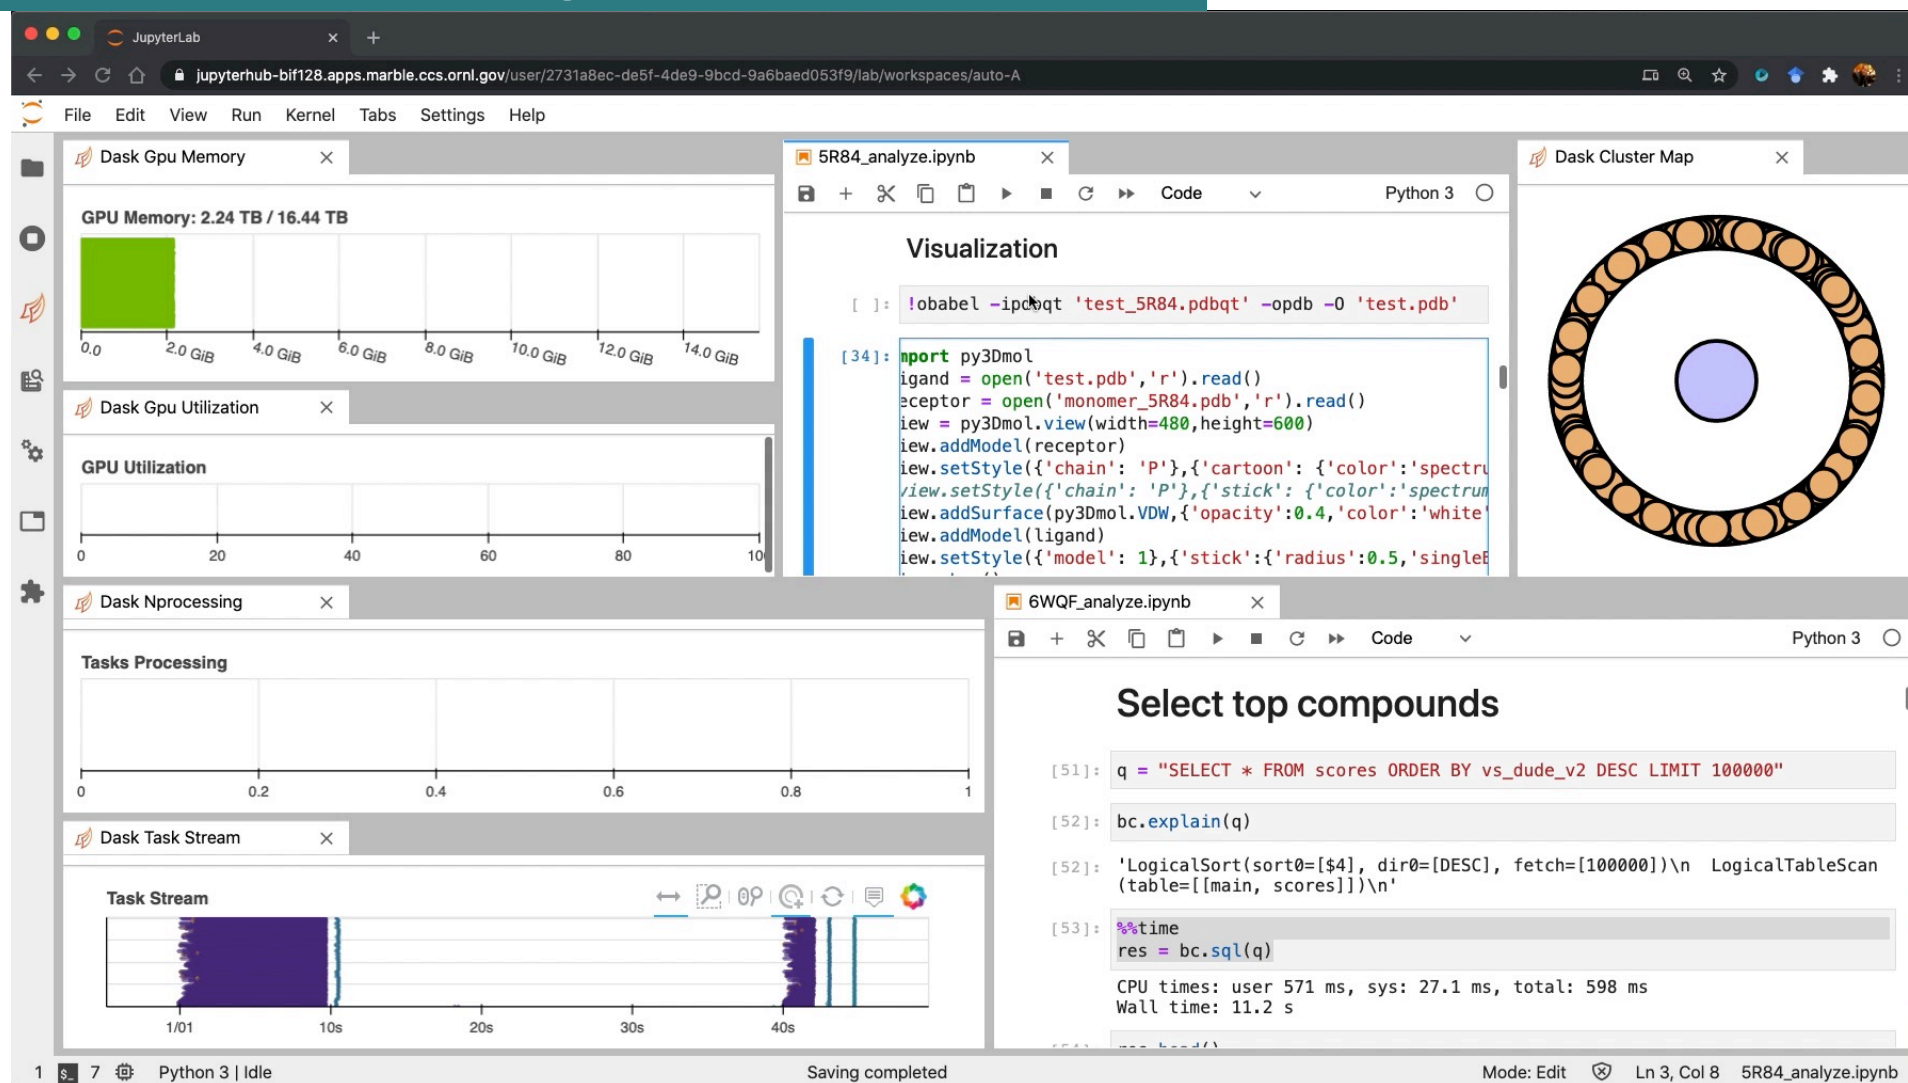 JupyterLab
jupyterhub-bif128.apps.marble.ccs.ornl.gov/user/2731a8ec-de5f-4de9-9bcd-9a6baed053f9/lab/workspaces/auto-A
File Edit View Run Kernel Tabs Settings Help
Dask Gpu Memory
GPU Memory: 2.24 TB / 16.44 TB
0.0 2.0 GiB 4.0 GiB 6.0 GiB 8.0 GiB 10.0 GiB 12.0 GiB 14.0 GiB
Dask Gpu Utilization
GPU Utilization
0 20 40 60 80 10
5R84_analyze.ipynb
Code Python 3
Visualization
[ ]: !obabel -ipdbqt 'test_5R84.pdbqt' -opdb -O 'test.pdb'
[34]: mport py3Dmol
igand = open('test.pdb','r').read()
eceptor = open('monomer_5R84.pdb','r').read()
iew = py3Dmol.view(width=480,height=600)
iew.addModel(receptor)
iew.setStyle({'chain': 'P'},{'cartoon': {'color':'spectru
view.setStyle({'chain': 'P'},{'stick': {'color':'spectrum
iew.addSurface(py3Dmol.VDW,{'opacity':0.4,'color':'white'
iew.addModel(ligand)
iew.setStyle({'model': 1},{'stick':{'radius':0.5,'singleB
Dask Cluster Map
Dask Nprocessing
Tasks Processing
0 0.2 0.4 0.6 0.8 1
Dask Task Stream
Task Stream
1/01 10s 20s 30s 40s
6WQF_analyze.ipynb
Code Python 3
Select top compounds
[51]: q = "SELECT * FROM scores ORDER BY vs_dude_v2 DESC LIMIT 100000"
[52]: bc.explain(q)
[52]: 'LogicalSort(sort0=[$4], dir0=[DESC], fetch=[100000])\n  LogicalTableScan
(table=[[main, scores]])\n'
[53]: %%time
res = bc.sql(q)
CPU times: user 571 ms, sys: 27.1 ms, total: 598 ms
Wall time: 11.2 s
1 $_ 7 Python 3 | Idle Saving completed Mode: Edit Ln 3, Col 8 5R84_analyze.ipynb